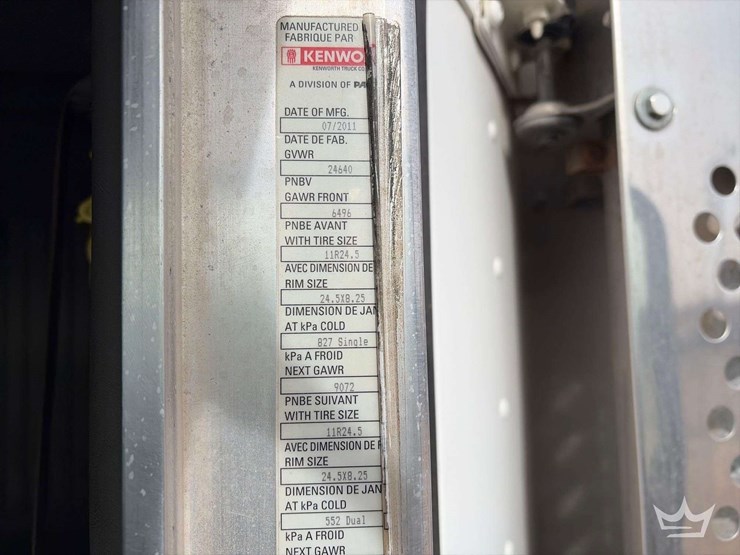 MANUFACTURED
FABRIQUE PAR
KENWO
KENWORTH TRUCK CO
A DIVISION OF PA
DATE OF MFG.
07/2011
DATE DE FAB.
GVWR
24640
PNBV
GAWR FRONT
6496
PNBE AVANT
WITH TIRE SIZE
11R24.5
AVEC DIMENSION DE
RIM SIZE
24.5X8.25
DIMENSION DE JAN
AT kPa COLD
827 Single
kPa A FROID
NEXT GAWR
9072
PNBE SUIVANT
WITH TIRE SIZE
11R24.5
AVEC DIMENSION DE P
RIM SIZE
24.5X8.25
DIMENSION DE JAN
AT kPa COLD
552 Dual
kPa A FROID
NEXT GAWR